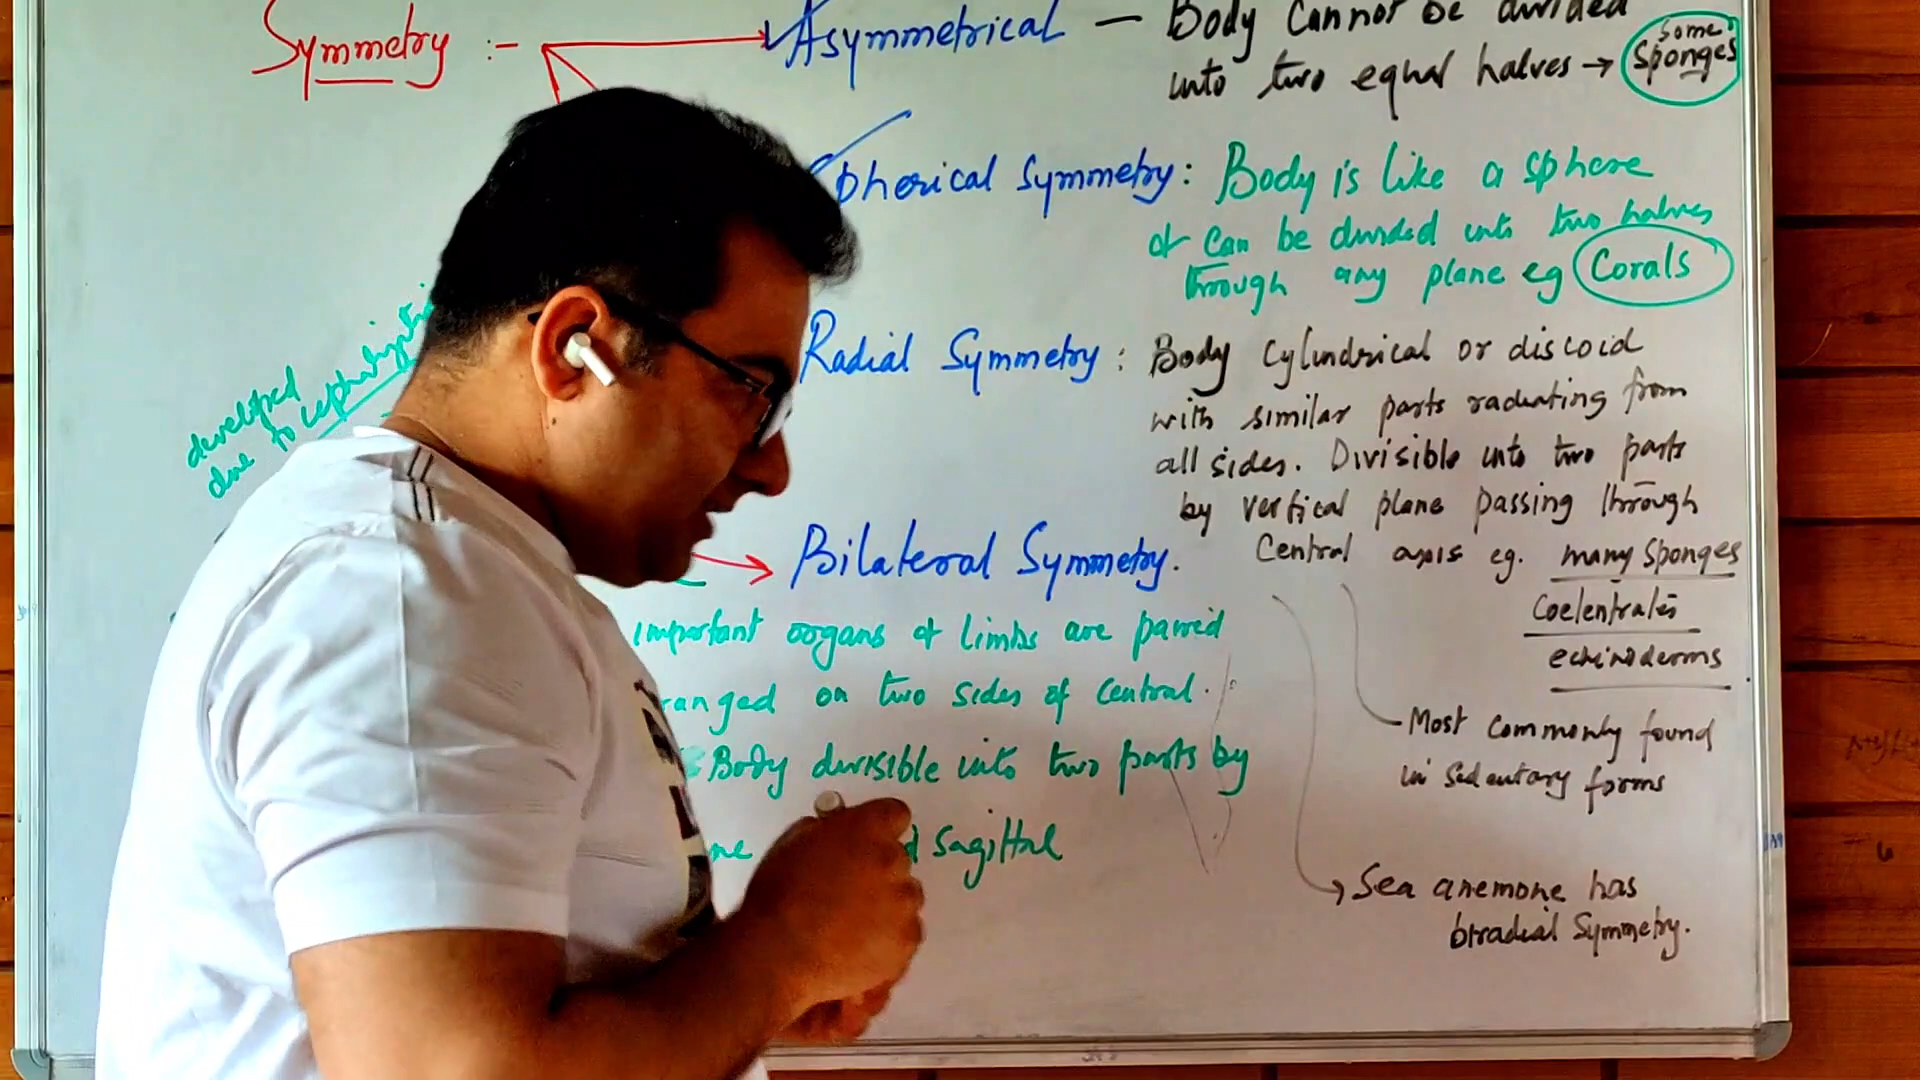 Symmetry :-
Asymmetrical — Body Cannot be divided
into two equal halves → some Sponges
Spherical Symmetry : Body is like a sphere
& can be divided into two halves
through any plane eg Corals
Radial Symmetry : Body Cylindrical or discoid
with similar parts radiating from
all sides. Divisible into two parts
by vertical plane passing through
Central axis eg. many Sponges
Coelentrates
echinoderms
Most commonly found
in sedentary forms
Sea anemone has
biradial Symmetry.
developed
due to
Bilateral Symmetry.
important organs & limbs are paired
ranged on two sides of central.
Body divisible into two parts by
ne
d Sagittal